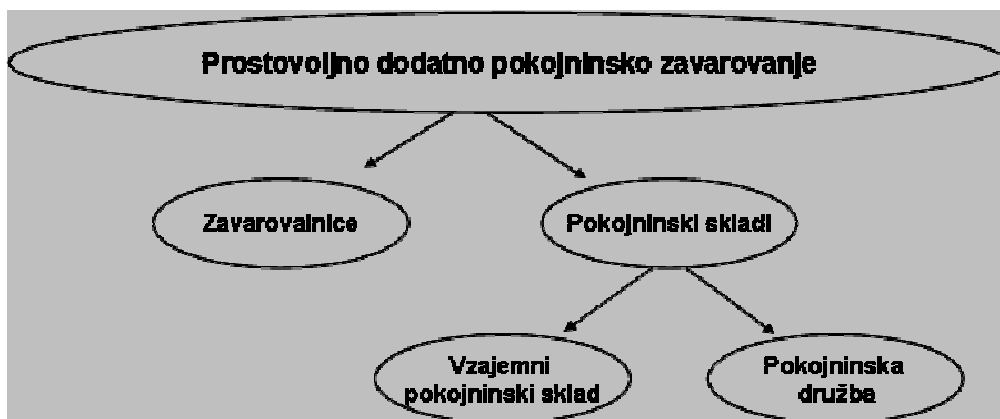 Prostovoljno dodatno pokojninsko zavarovanje
Zavarovalnice
Pokojninski skladi
Vzajemni
pokojninski sklad
Pokojninska
družba